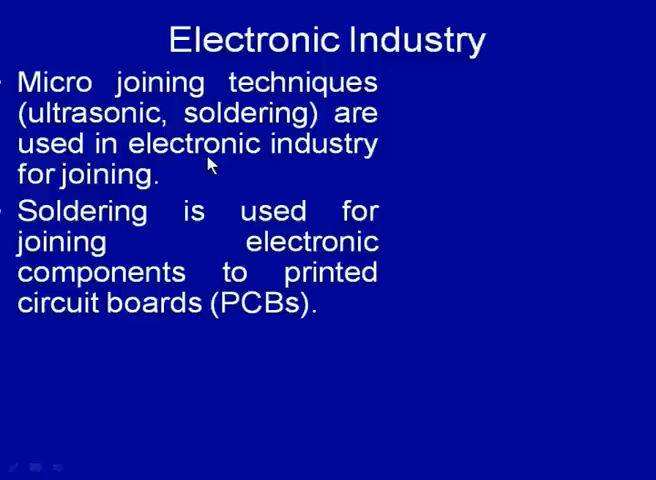 Electronic Industry
• Micro joining techniques
(ultrasonic, soldering) are
used in electronic industry
for joining.
• Soldering is used for
joining electronic
components to printed
circuit boards (PCBs).